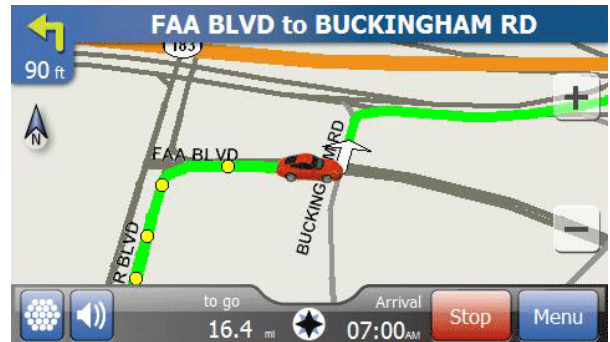 FAA BLVD to BUCKINGHAM RD
90 ft
183
N
+
FAA BLVD
BUCKINGHAM RD
R BLVD
−
to go
16.4 mi
Arrival
07:00AM
Stop
Menu